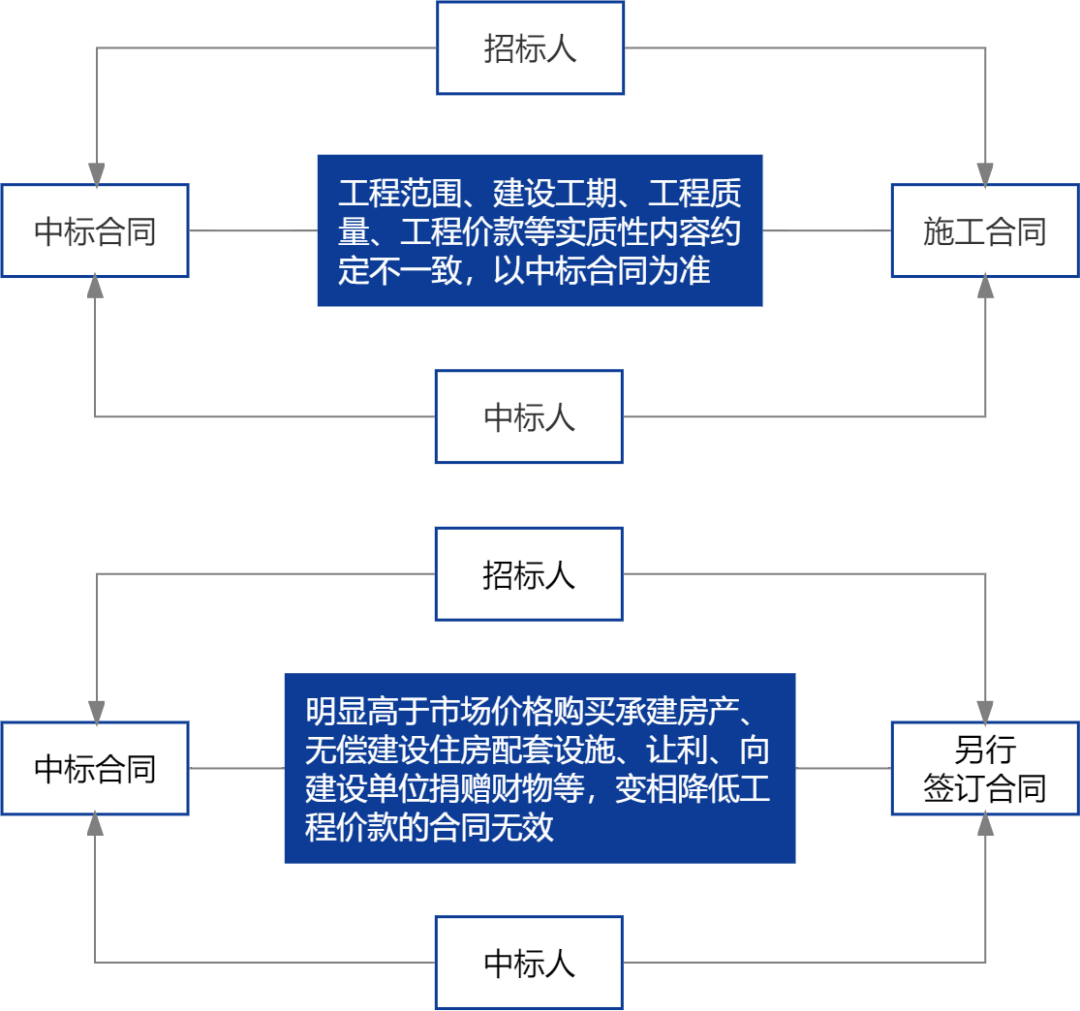 招标人
中标合同
工程范围、建设工期、工程质
量、工程价款等实质性内容约
定不一致，以中标合同为准
施工合同
中标人
招标人
中标合同
明显高于市场价格购买承建房产、
无偿建设住房配套设施、让利、向
建设单位捐赠财物等，变相降低工
程价款的合同无效
另行
签订合同
中标人